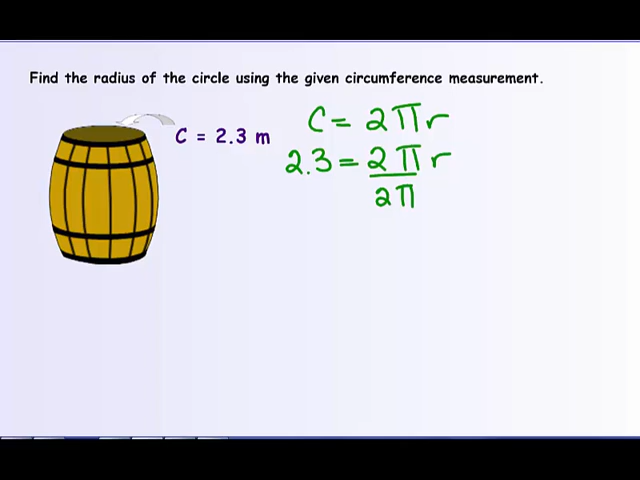 Find the radius of the circle using the given circumference measurement.
C = 2.3 m
C = 2πr
2.3 = 2πr
2π